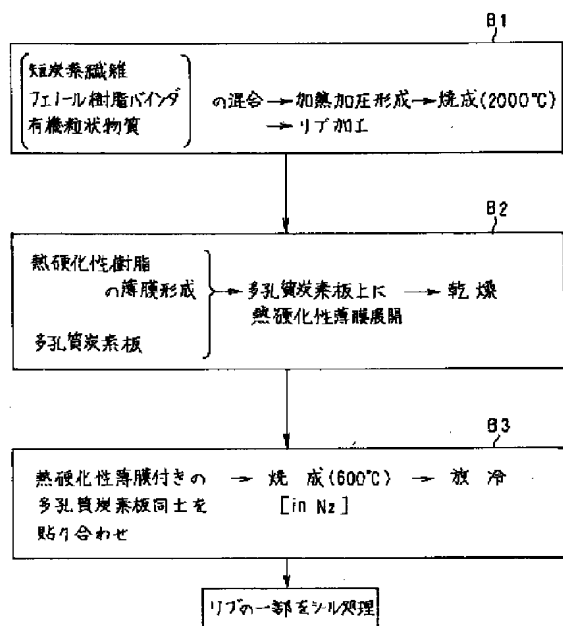 B1
短炭素繊維
フェノール樹脂バインダ の混合→加熱加圧形成→焼成(2000℃)
有機粒状物質 →リブ加工
B2
熱硬化性樹脂
の薄膜形成 →多孔質炭素板上に →乾燥
熱硬化性薄膜展開
多孔質炭素板
B3
熱硬化性薄膜付きの → 焼成(600℃) →放冷
多孔質炭素板同士を [in N2]
貼り合わせ
リブの一部をシール処理